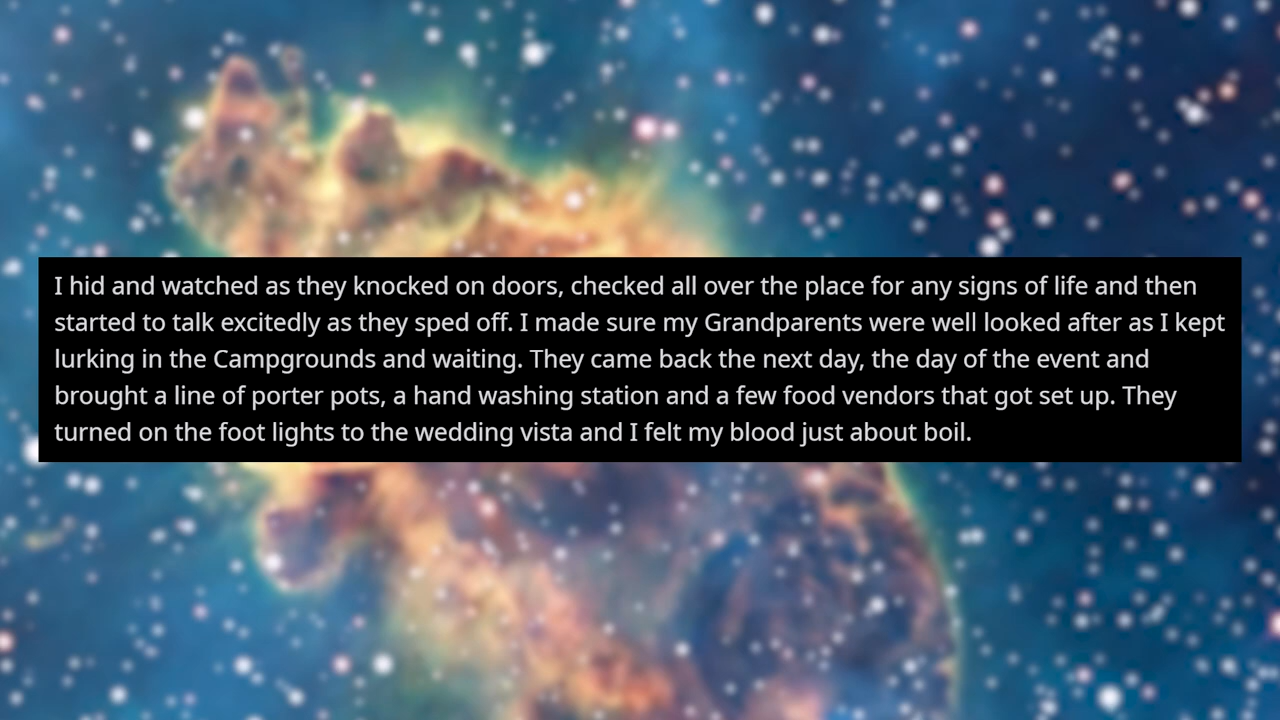 I hid and watched as they knocked on doors, checked all over the place for any signs of life and then
started to talk excitedly as they sped off. I made sure my Grandparents were well looked after as I kept
lurking in the Campgrounds and waiting. They came back the next day, the day of the event and
brought a line of porter pots, a hand washing station and a few food vendors that got set up. They
turned on the foot lights to the wedding vista and I felt my blood just about boil.